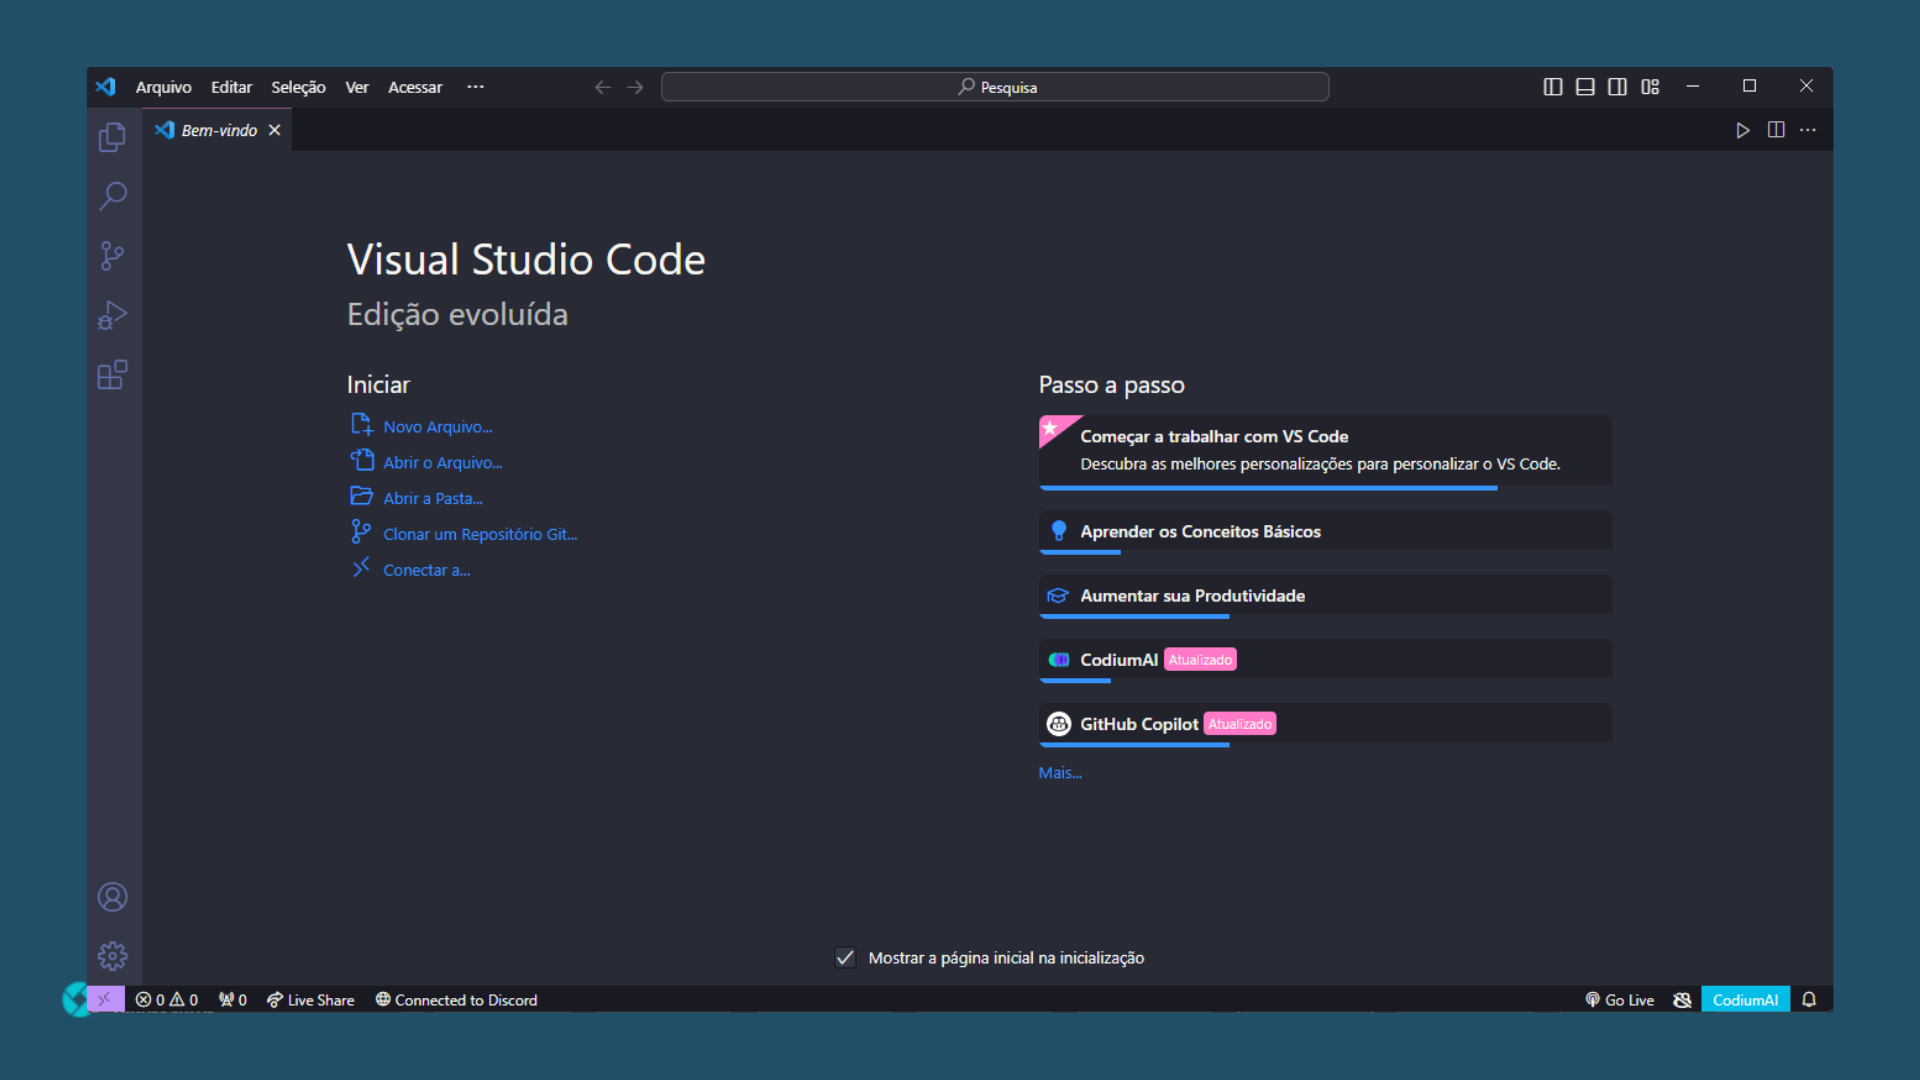 Arquivo Editar Seleção Ver Acessar ··· Pesquisa
Bem-vindo
Visual Studio Code
Edição evoluída
Iniciar
Novo Arquivo...
Abrir o Arquivo...
Abrir a Pasta...
Clonar um Repositório Git...
Conectar a...
Passo a passo
Começar a trabalhar com VS Code
Descubra as melhores personalizações para personalizar o VS Code.
Aprender os Conceitos Básicos
Aumentar sua Produtividade
CodiumAI Atualizado
GitHub Copilot Atualizado
Mais...
Mostrar a página inicial na inicialização
0 0 0 Live Share Connected to Discord Go Live CodiumAI